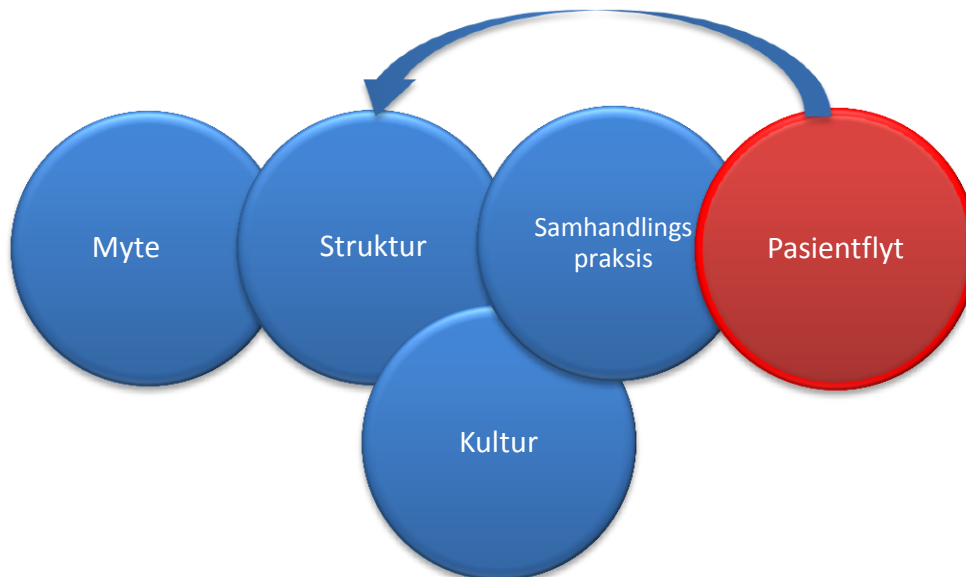 Myte
Struktur
Samhandlings
praksis
Pasientflyt
Kultur